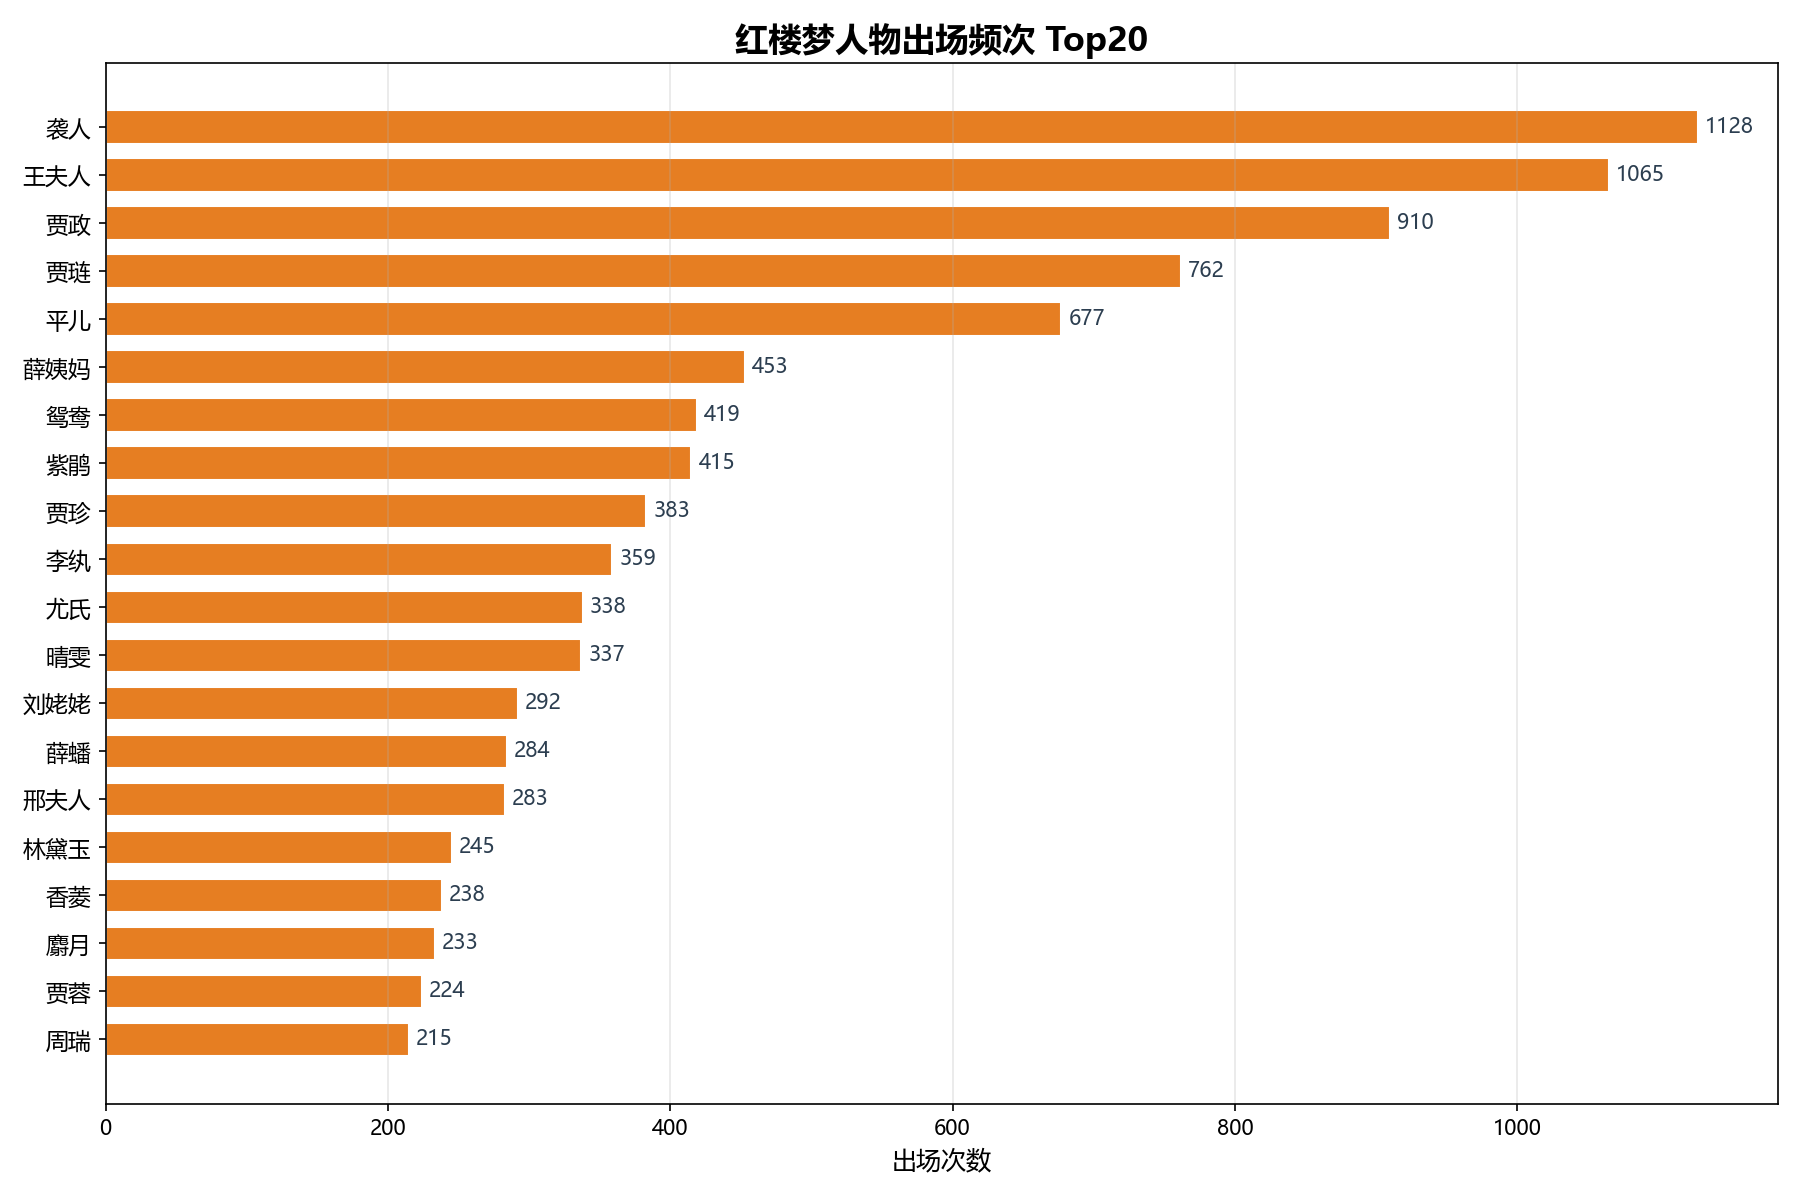 红楼梦人物出场频次 Top20
袭人 1128
王夫人 1065
贾政 910
贾琏 762
平儿 677
薛姨妈 453
鸳鸯 419
紫鹃 415
贾珍 383
李纨 359
尤氏 338
晴雯 337
刘姥姥 292
薛蟠 284
邢夫人 283
林黛玉 245
香菱 238
麝月 233
贾蓉 224
周瑞 215
0 200 400 600 800 1000
出场次数